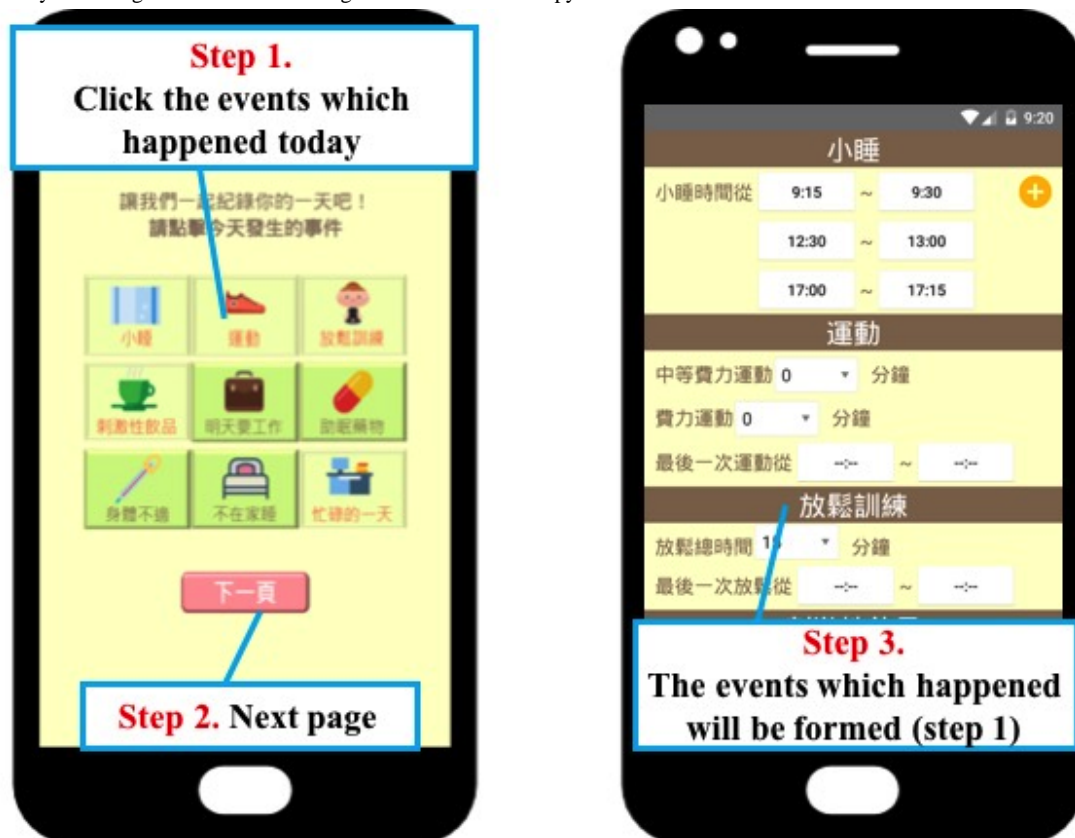 Step 1.
Click the events which
happened today
讓我們一起紀錄你的一天吧！
請點擊今天發生的事件
小睡
運動
放鬆訓練
刺激性飲品
明天要工作
助眠藥物
身體不適
不在家睡
忙碌的一天
下一頁
Step 2. Next page
9:20
小睡
小睡時間從 9:15 ~ 9:30
12:30 ~ 13:00
17:00 ~ 17:15
運動
中等費力運動 0 分鐘
費力運動 0 分鐘
最後一次運動從 --:-- ~ --:--
放鬆訓練
放鬆總時間 分鐘
最後一次放鬆從 --:-- ~ --:--
Step 3.
The events which happened
will be formed (step 1)